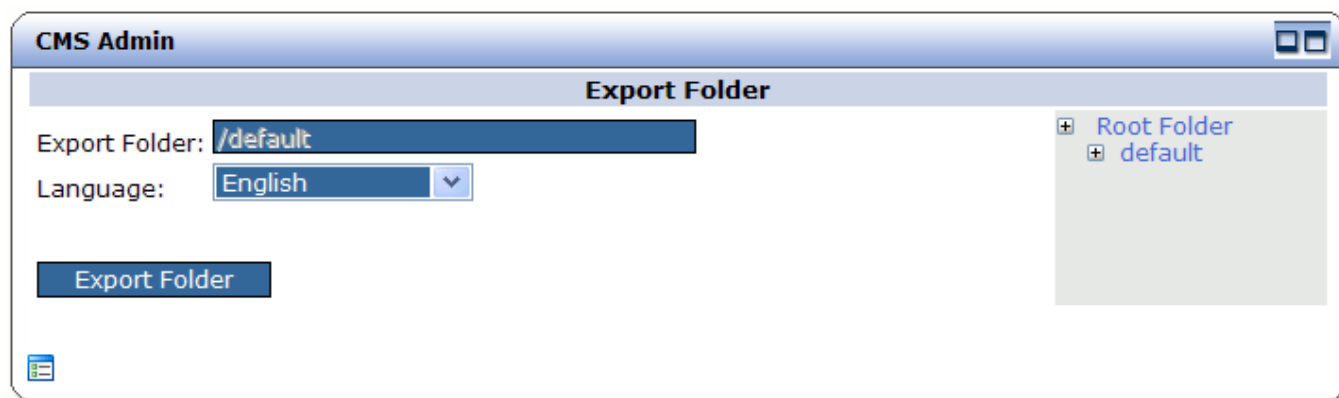 CMS Admin
Export Folder
Export Folder: /default
Language: English
Export Folder
Root Folder
default